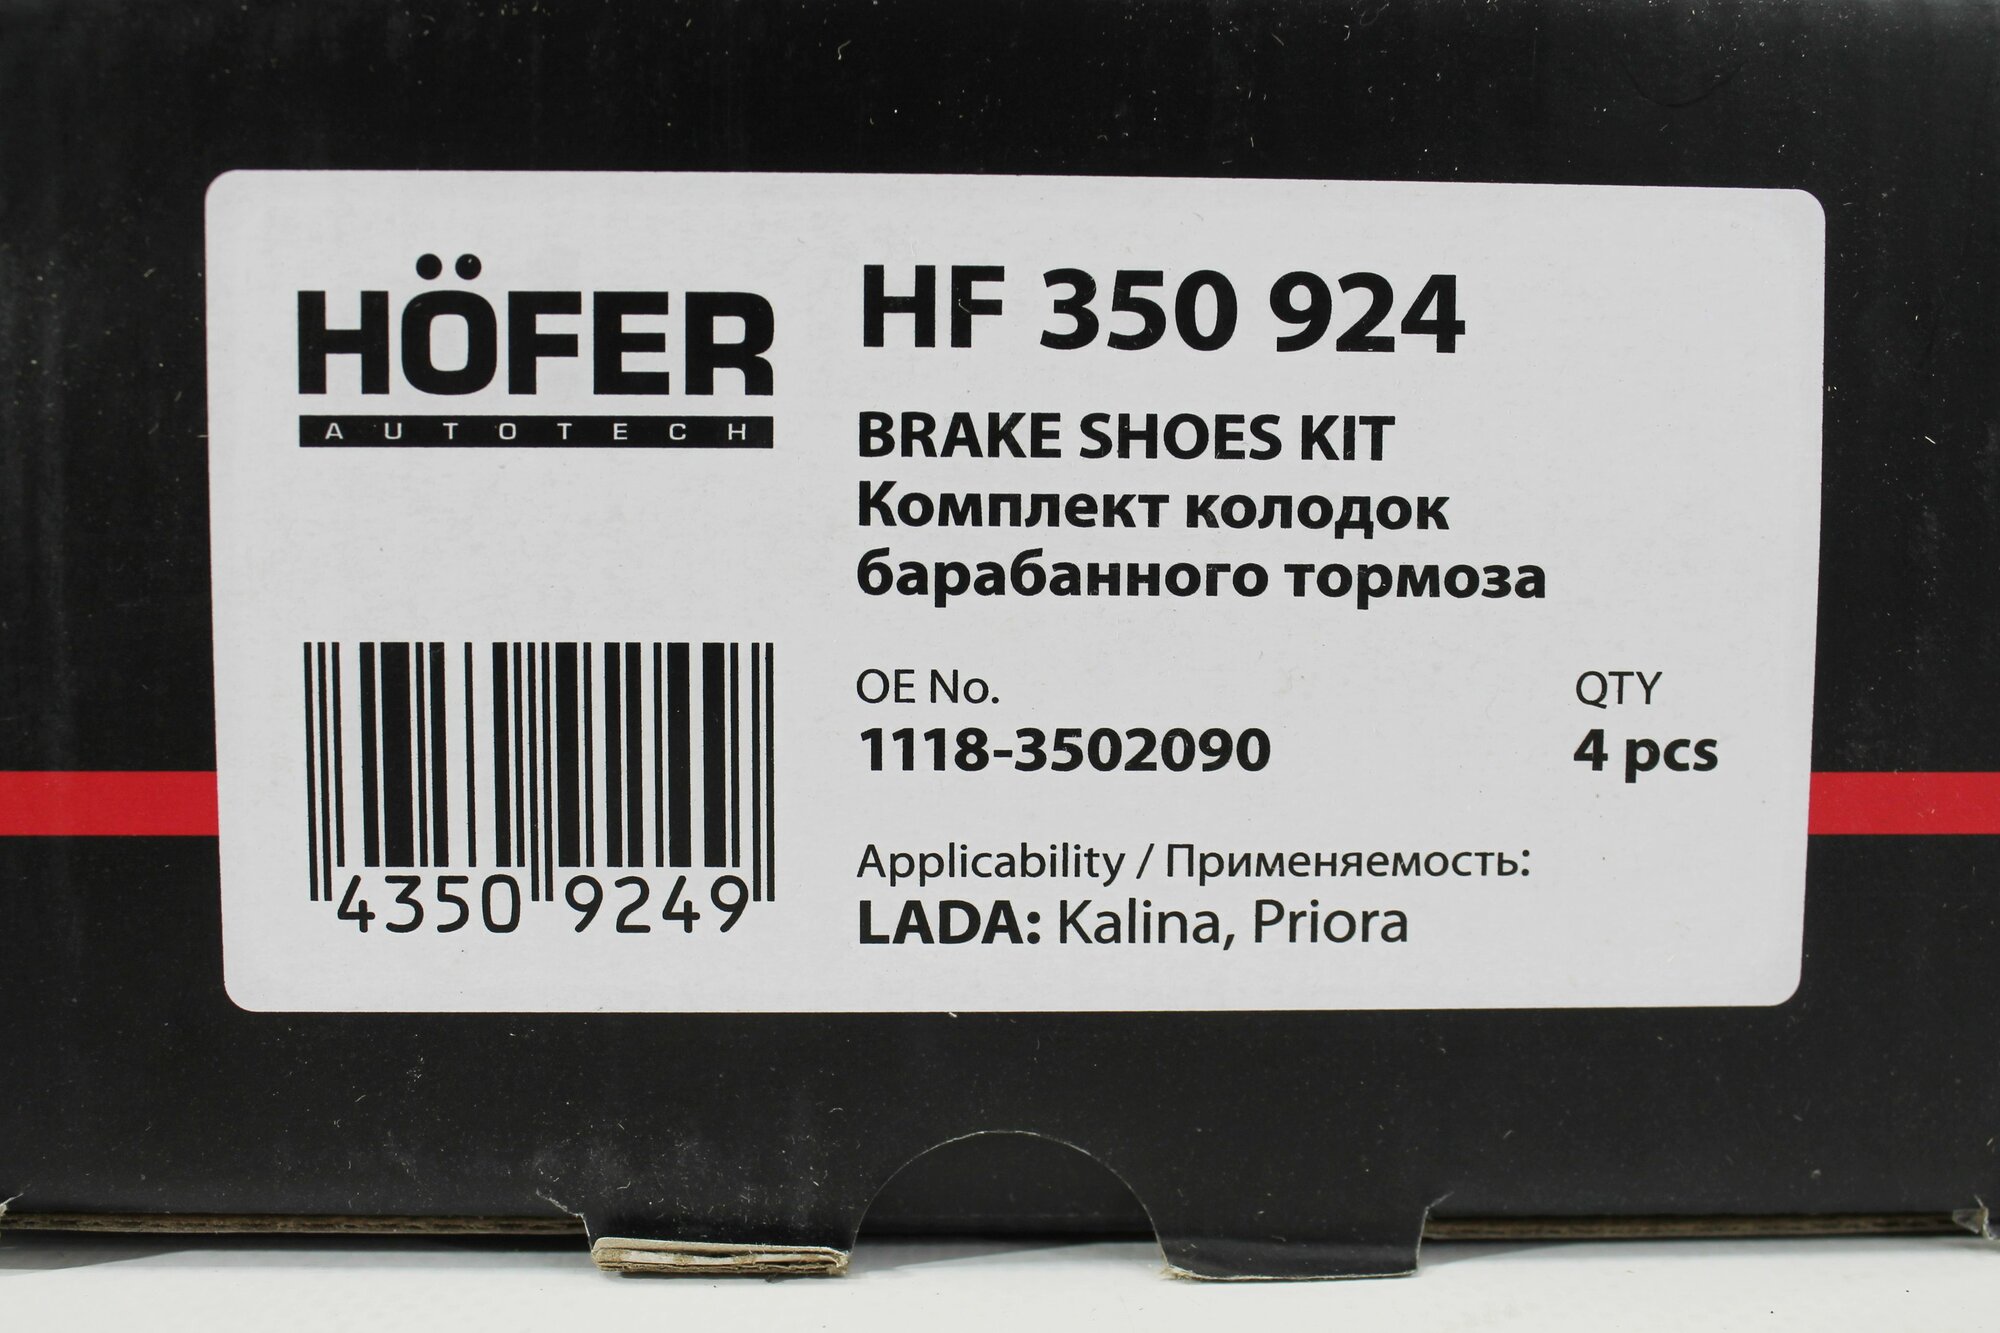 HÖFER
AUTOTECH
HF 350 924
BRAKE SHOES KIT
Комплект колодок
барабанного тормоза
OE No.
1118-3502090
QTY
4 pcs
Applicability / Применяемость:
LADA: Kalina, Priora
4350 9249